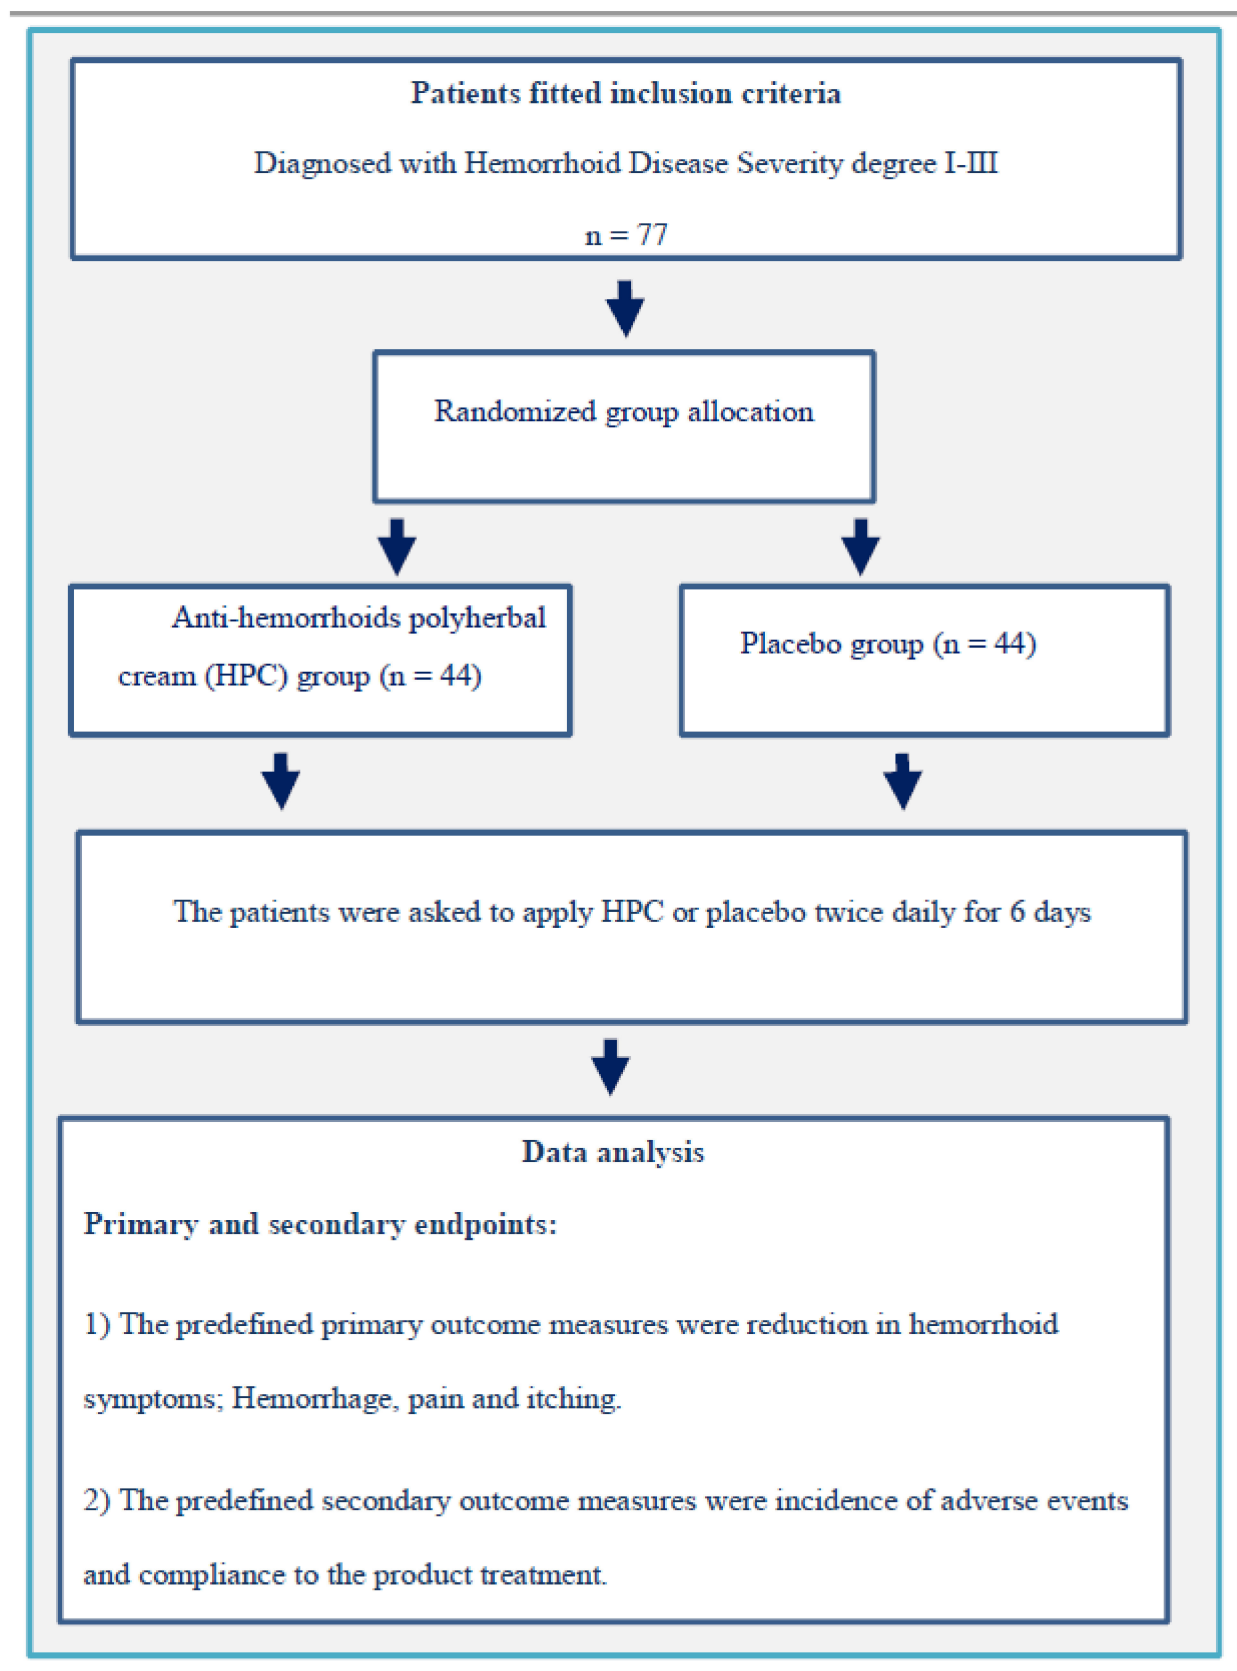 Patients fitted inclusion criteria
Diagnosed with Hemorrhoid Disease Severity degree I-III
n = 77
Randomized group allocation
Anti-hemorrhoids polyherbal
cream (HPC) group (n = 44)
Placebo group (n = 44)
The patients were asked to apply HPC or placebo twice daily for 6 days
Data analysis
Primary and secondary endpoints:
1) The predefined primary outcome measures were reduction in hemorrhoid
symptoms; Hemorrhage, pain and itching.
2) The predefined secondary outcome measures were incidence of adverse events
and compliance to the product treatment.